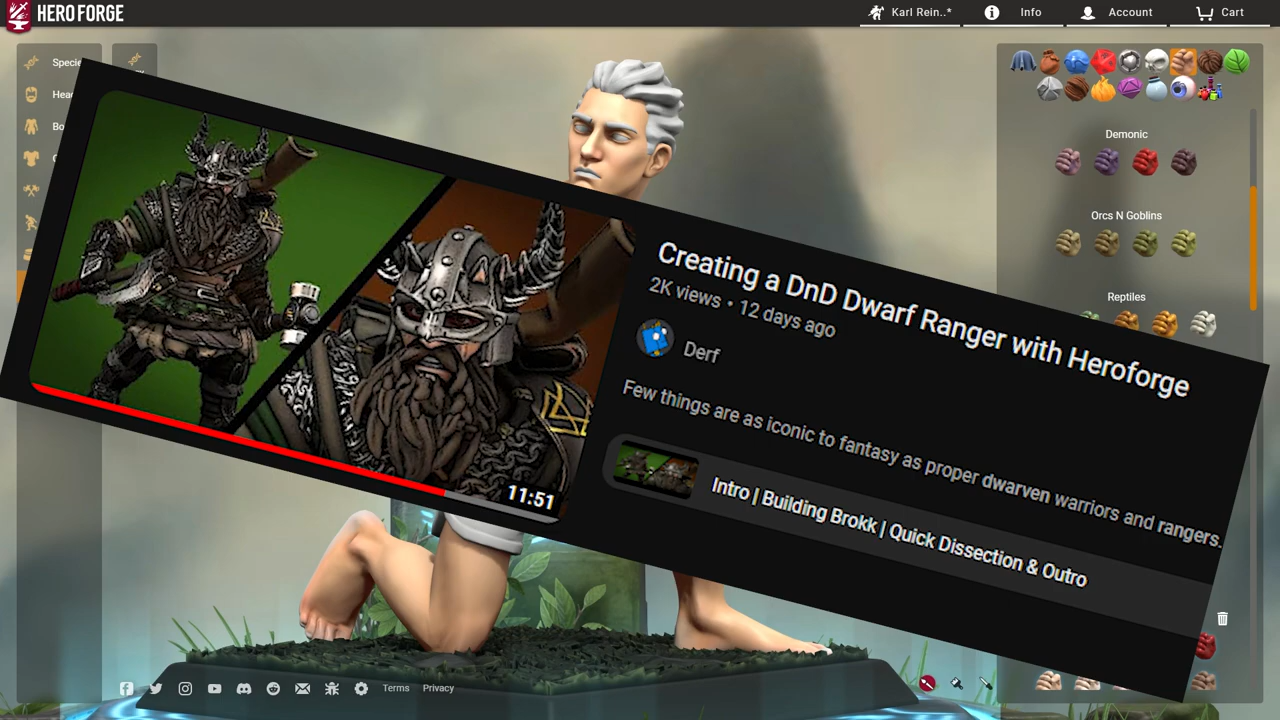 HERO FORGE
Karl Rein..*
Info
Account
Cart
Demonic
Orcs N Goblins
Reptiles
Creating a DnD Dwarf Ranger with Heroforge
2K views • 12 days ago
Derf
Few things are as iconic to fantasy as proper dwarven warriors and rangers.
11:51
Intro | Building Brokk | Quick Dissection & Outro
Terms
Privacy